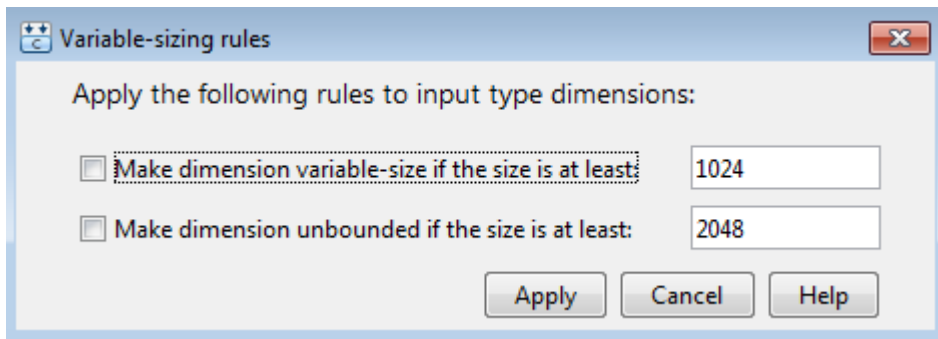 C Variable-sizing rules
Apply the following rules to input type dimensions:
Make dimension variable-size if the size is at least: 1024
Make dimension unbounded if the size is at least: 2048
Apply Cancel Help